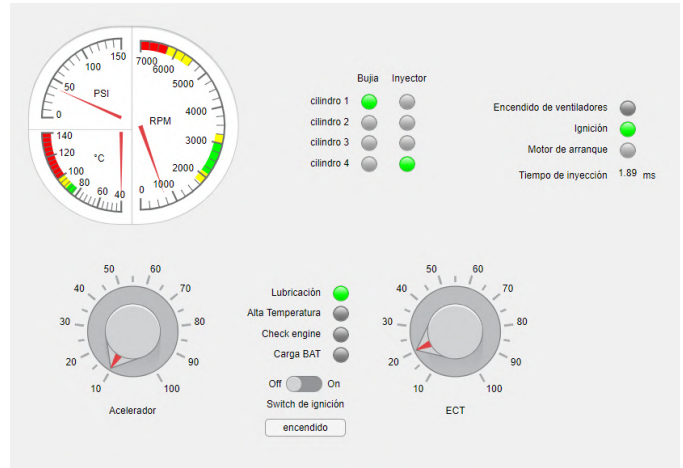 150
100
50
0
PSI
7000
6000
5000
4000
3000
2000
1000
0
RPM
140
120
100
80
60
40
°C
Bujia Inyector
cilindro 1
cilindro 2
cilindro 3
cilindro 4
Encendido de ventiladores
Ignición
Motor de arranque
Tiempo de inyección 1.89 ms
50 60
40 70
30 80
20 90
10 100
Acelerador
Lubricación
Alta Temperatura
Check engine
Carga BAT
Off On
Switch de ignición
encendido
50 60
40 70
30 80
20 90
10 100
ECT